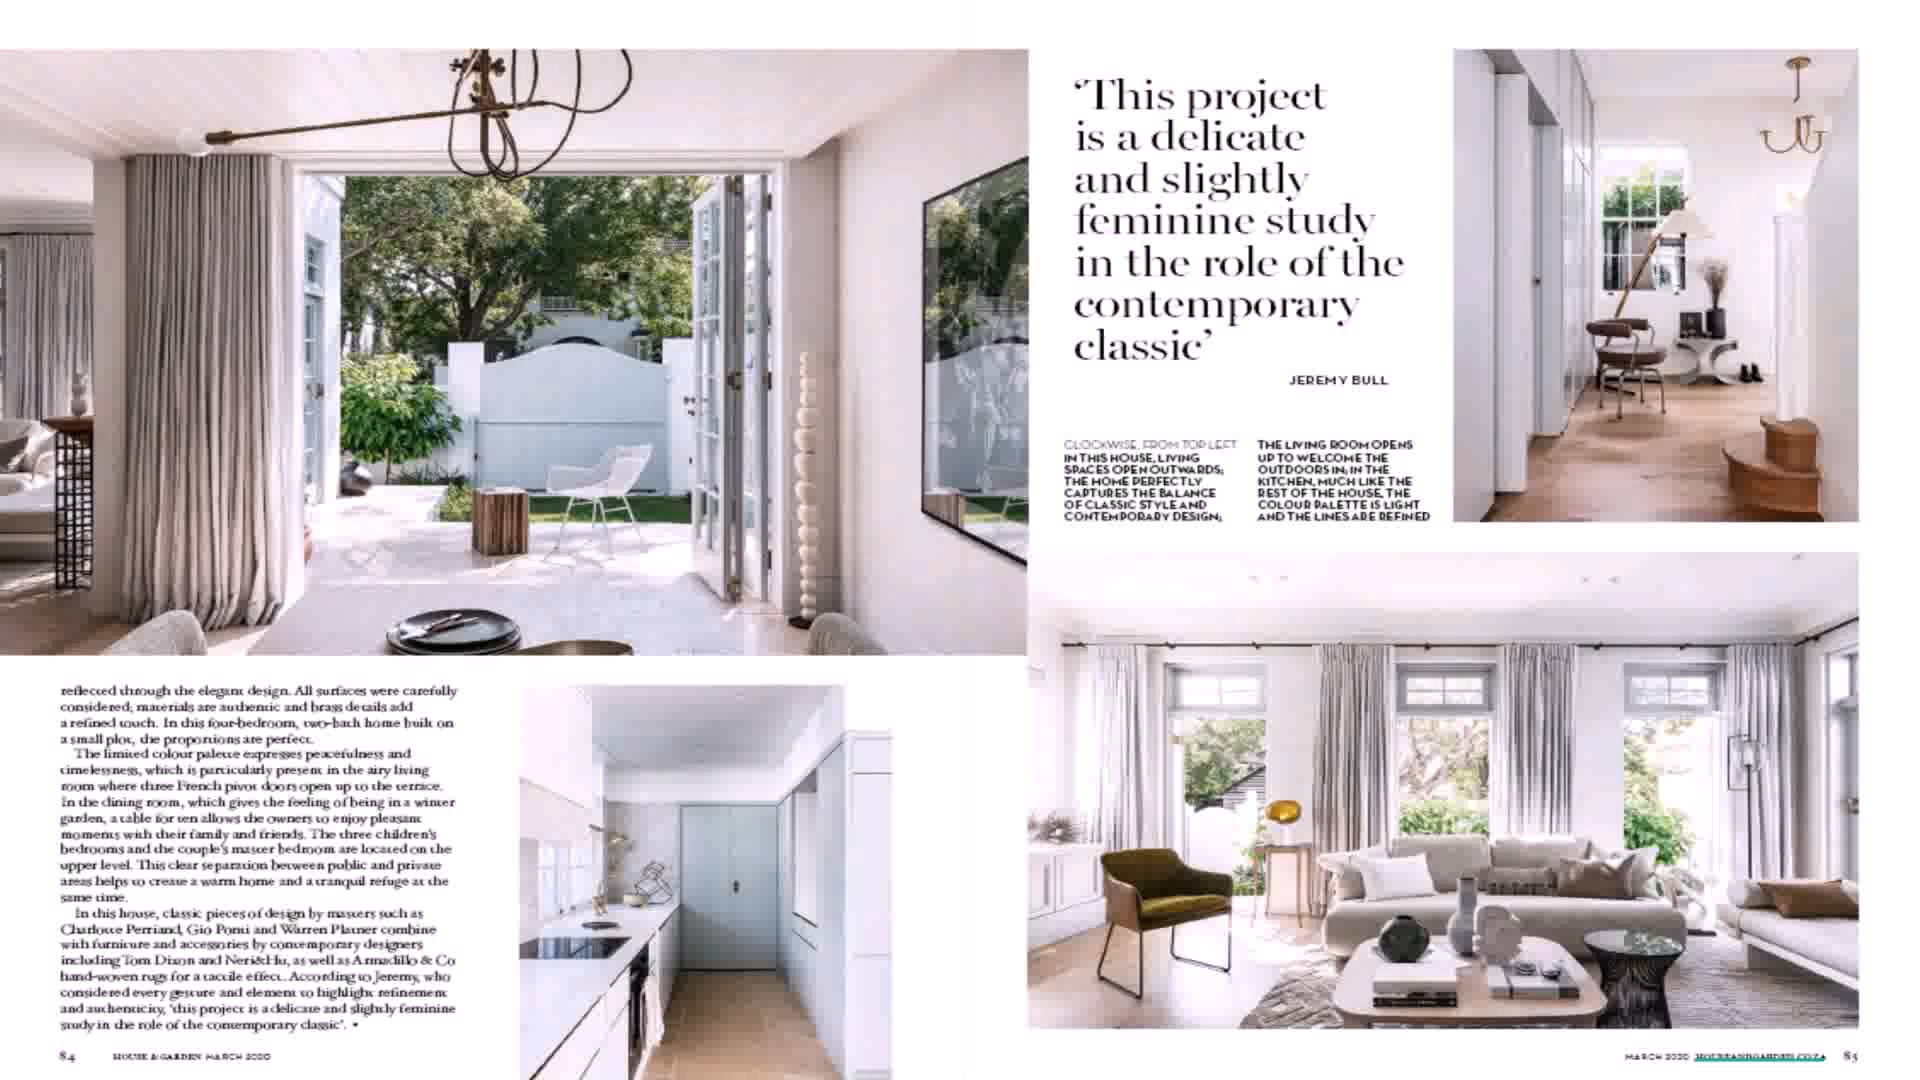 reflected through the elegant design. All surfaces were carefully
considered; materials are authentic and brass details add
a refined touch. In this four-bedroom, two-bath home built on
a small plot, the proportions are perfect.
The limited colour palette expresses peacefulness and
timelessness, which is particularly present in the airy living
room where three French pivot doors open up to the terrace.
In the dining room, which gives the feeling of being in a winter
garden, a table for ten allows the owners to enjoy pleasant
moments with their family and friends. The three children's
bedrooms and the couple's master bedroom are located on the
upper level. This clear separation between public and private
areas helps to create a warm home and a tranquil refuge at the
same time.
In this house, classic pieces of design by masters such as
Charlotte Perriand, Gio Ponti and Warren Platner combine
with furniture and accessories by contemporary designers
including Tom Dixon and Neri&Hu, as well as Armadillo & Co
hand-woven rugs for a tactile effect. According to Jeremy, who
considered every gesture and element to highlight refinement
and authenticity, 'this project is a delicate and slightly feminine
study in the role of the contemporary classic'. •
84 HOUSE & GARDEN MARCH 2020
‘This project
is a delicate
and slightly
feminine study
in the role of the
contemporary
classic’
JEREMY BULL
CLOCKWISE, FROM TOP LEFT
IN THIS HOUSE, LIVING
SPACES OPEN OUTWARDS;
THE HOME PERFECTLY
CAPTURES THE BALANCE
OF CLASSIC STYLE AND
CONTEMPORARY DESIGN;
THE LIVING ROOM OPENS
UP TO WELCOME THE
OUTDOORS IN; IN THE
KITCHEN, MUCH LIKE THE
REST OF THE HOUSE, THE
COLOUR PALETTE IS LIGHT
AND THE LINES ARE REFINED
MARCH 2020 HOUSEANDGARDEN.CO.ZA 85